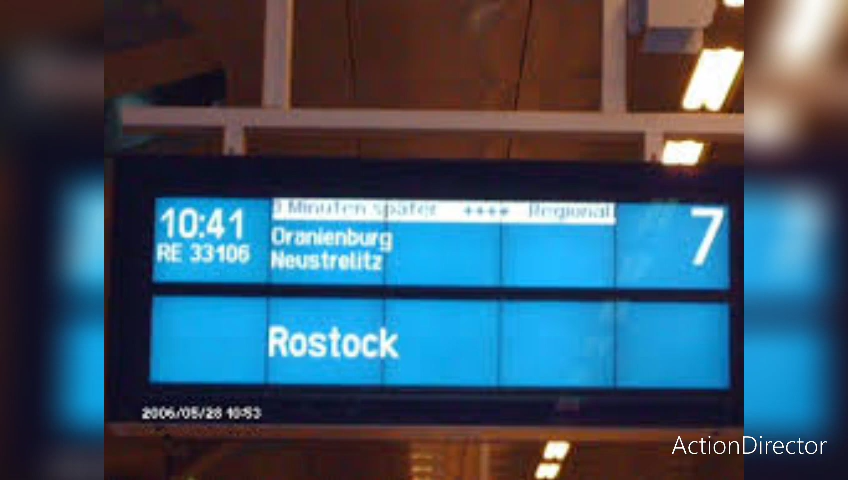 Minuten später ++++ Regional
10:41
RE 33106
Oranienburg
Neustrelitz
7
Rostock
2006/05/28 10:53
ActionDirector